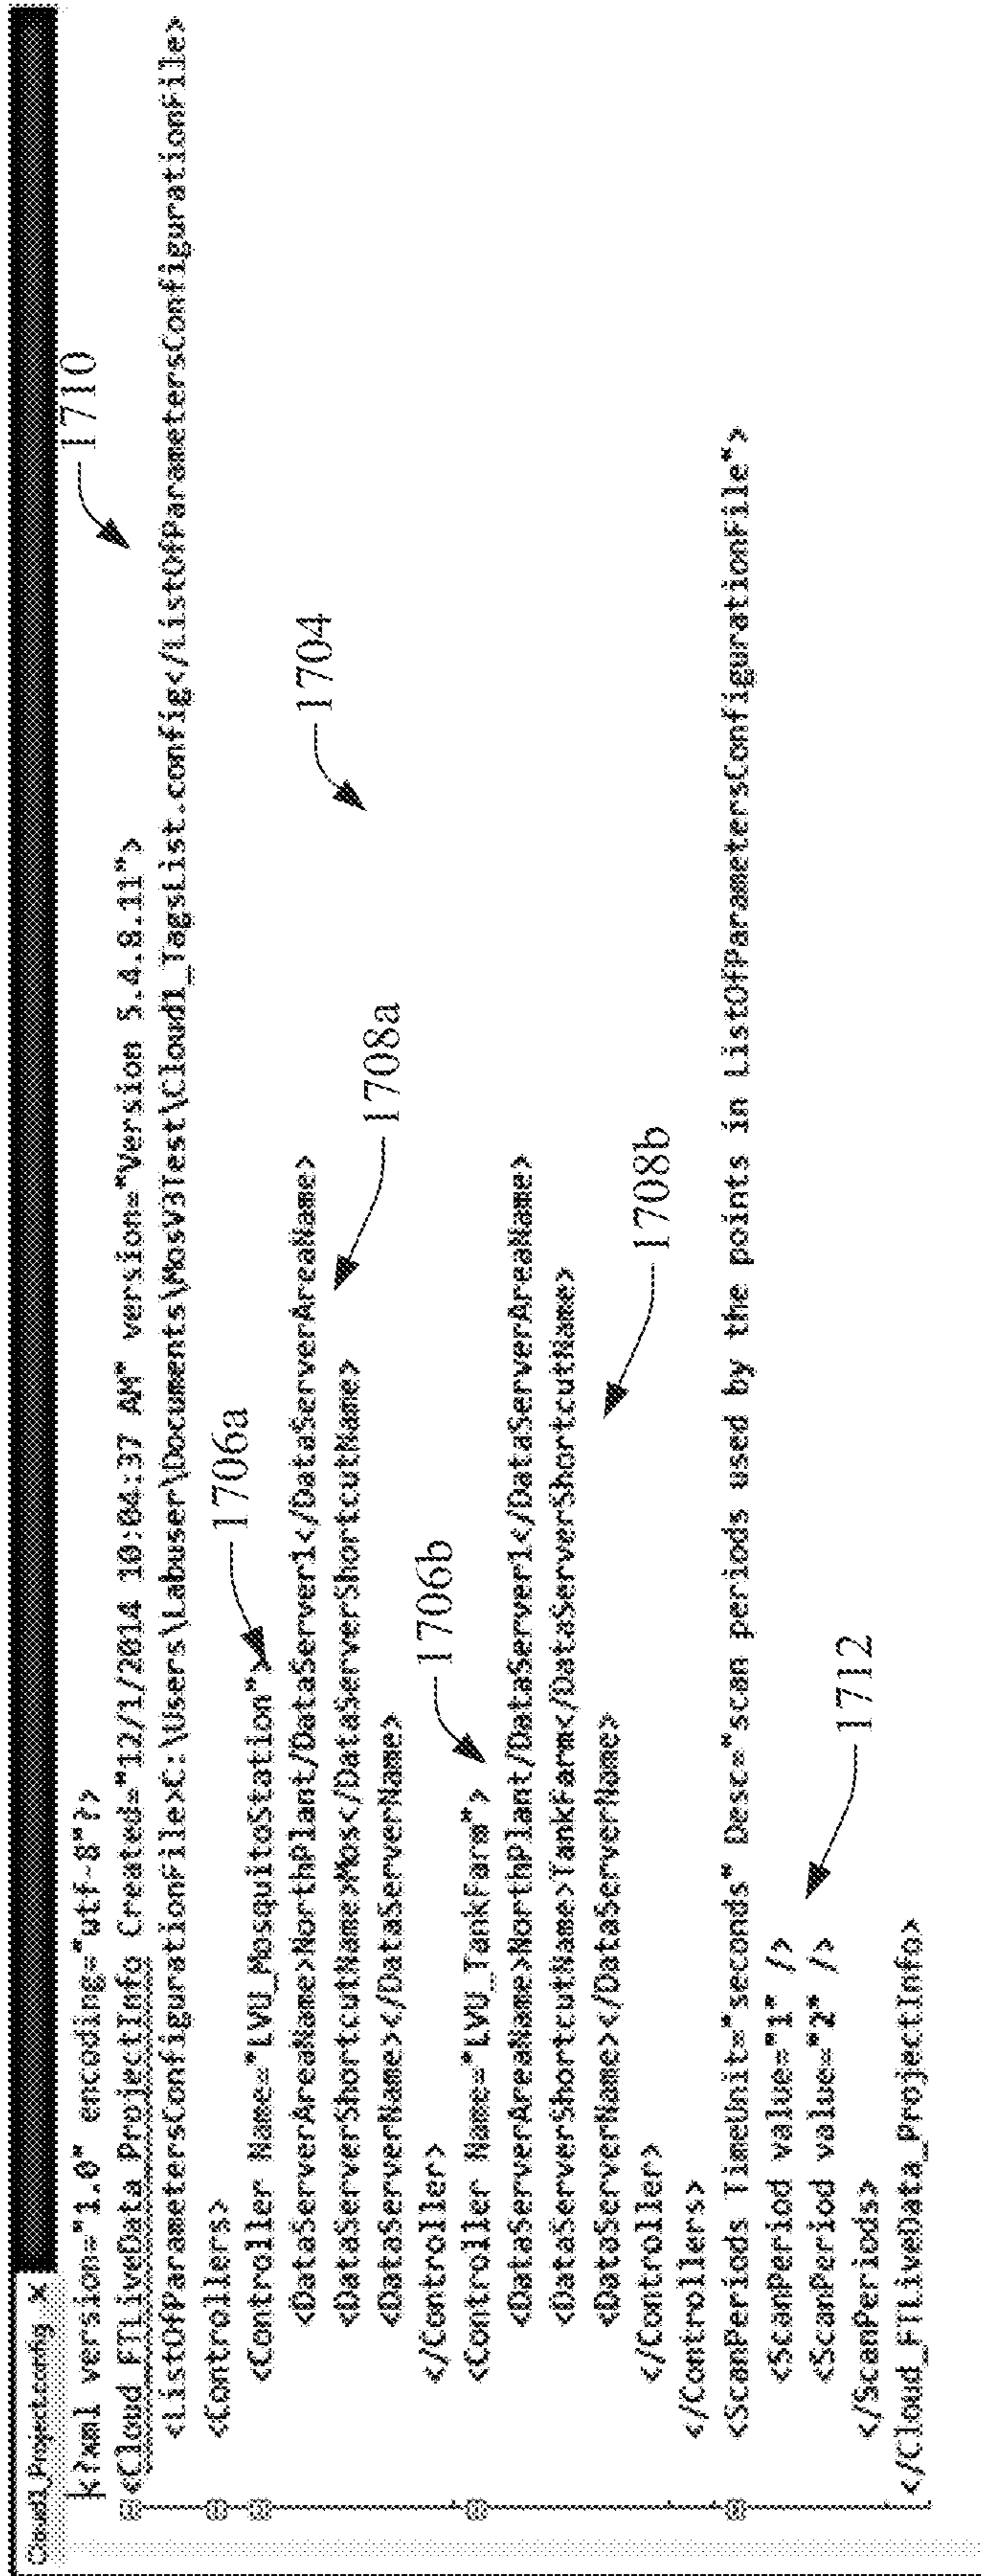 Cloud1_Project.config X
<?xml version="1.0" encoding="utf-8"?>
<Cloud_FTLiveData_ProjectInfo Created="12/1/2014 10:04:37 AM" version="Version 5.4.8.11">
1710
<ListOfParametersConfigurationFile>C:\Users\Labuser\Documents\MosV3Test\Cloud1_TagsList.config</ListOfParametersConfigurationFile>
<Controllers>
1706a
<Controller Name="LVU_MosquitoStation">
<DataServerAreaName>NorthPlant/DataServer1</DataServerAreaName>
1704
<DataServerShortcutName>Mos</DataServerShortcutName>
1708a
<DataServerName></DataServerName>
</Controller>
1706b
<Controller Name="LVU_TankFarm">
<DataServerAreaName>NorthPlant/DataServer1</DataServerAreaName>
<DataServerShortcutName>TankFarm</DataServerShortcutName>
<DataServerName></DataServerName>
1708b
</Controller>
</Controllers>
<ScanPeriods TimeUnit="seconds" Desc="scan periods used by the points in ListOfParametersConfigurationFile">
<ScanPeriod value="1" />
<ScanPeriod value="2" />
1712
</ScanPeriods>
</Cloud_FTLiveData_ProjectInfo>